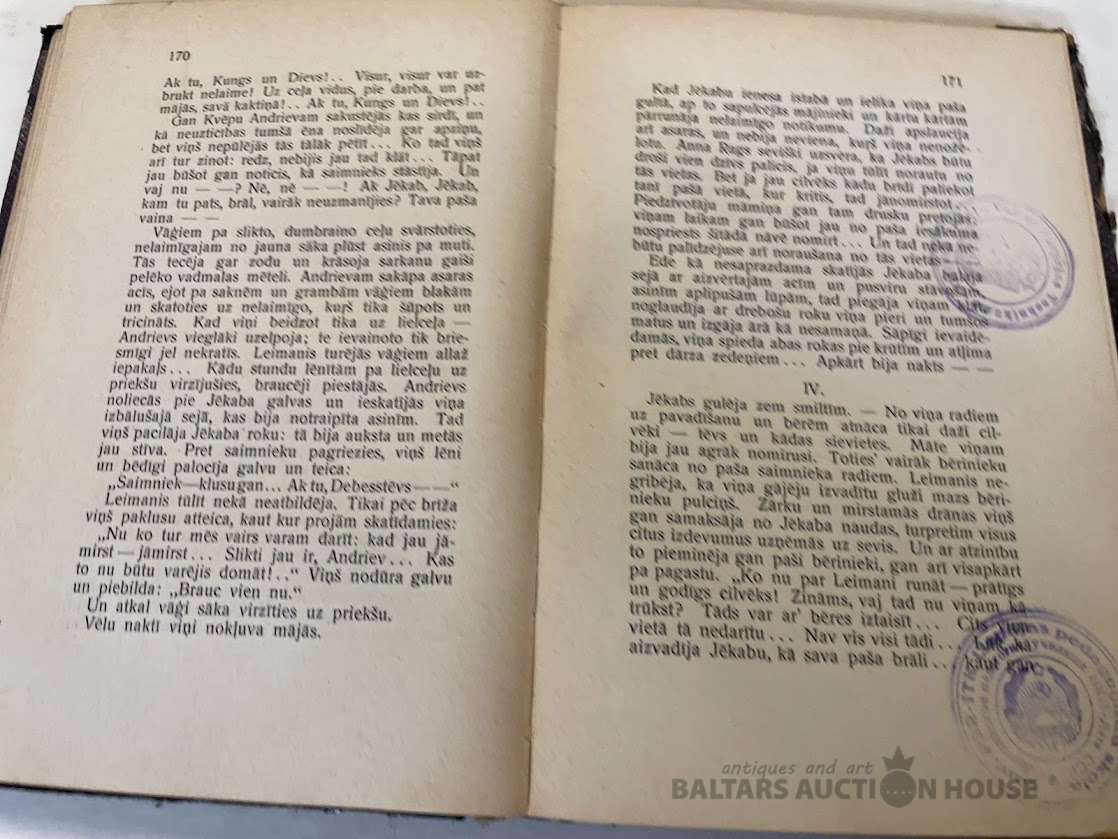 170
Ak tu, Kungs un Dievs!.. Visur, visur var uz-
brukt nelaime! Uz ceļa vidus, pie darba, un pat
mājās, savā kaktiņā!.. Ak tu, Kungs un Dievs!..
Gan Kvēpu Andrievam sakustējās kas sirdī, un
kā neuzticības tumšā ēna noslīdēja gar apziņu,
bet viņš nepūlējās tās tālāk pētīt... Ko tad viņš
arī tur zinot: redz, nebijis jau tad klāt... Tāpat
jau būšot gan noticis, kā saimnieks stāstīja. Un
vaj nu — —? Nē, nē — —! Ak Jēkab, Jēkab,
kam tu pats, brāl, vairāk neuzmanījies? Tava paša
vaina — —
Vāģiem pa slikto, dumbraino ceļu svārstoties,
nelaimīgajam no jauna sāka plūst asinis pa muti.
Tās tecēja gar zodu un krāsoja sarkanu gaiši
pelēko vadmalas mēteli. Andrievam sakāpa asaras
acīs, ejot pa saknēm un grambām vāģiem blakām
un skatoties uz nelaimīgo, kurš tika šūpots un
tricināts. Kad viņi beidzot tika uz lielceļa —
Andrievs vieglāki uzelpoja; te ievainoto tik brie-
smīgi jel nekratīs. Leimanis turējās vāģiem allaž
iepakaļs... Kādu stundu lēnītām pa lielceļu uz
priekšu virzījušies, braucēji piestājās. Andrievs
noliecās pie Jēkaba galvas un ieskatījās viņa
izbālušajā sejā, kas bija notraipīta asinīm. Tad
viņš pacilāja Jēkaba roku: tā bija auksta un metās
jau stīva. Pret saimnieku pagriezies, viņš lēni
un bēdīgi palocīja galvu un teica:
„Saimniek—klusu gan... Ak tu, Debesstēvs——“
Leimanis tūlīt nekā neatbildēja. Tikai pēc brīža
viņš paklusu atteica, kaut kur projām skatīdamies:
„Nu ko tur mēs vairs varam darīt: kad jau jā-
mirst — jāmirst... Slikti jau ir, Andriev... Kas
to nu būtu varējis domāt!..“ Viņš nodūra galvu
un piebilda: „Brauc vien nu.“
Un atkal vāģi sāka virzīties uz priekšu.
Vēlu naktī viņi nokļuva mājās.
171
Kad Jēkabu ienesa istabā un ielika viņa paša
gultā, ap to sapulcējās mājinieki un kārtu kārtām
pārrunāja nelaimīgo notikumu. Daži apslaucīja
arī asaras, un nebija neviena, kurš viņa nenožē-
lotu. Anna Rags sevišķi uzsvēra, ka Jēkabs būtu
droši vien dzīvs palicis, ja viņu tūlīt norautu no
tās vietas. Bet ja jau cilvēks kādu brīdi paliekot
tanī pašā vietā, kur kritis, tad jānomirstot...
Piedzīvotāju māmiņa gan tam drusku pretojās:
viņam laikam gan būšot jau no paša iesākuma
nospriests šitādā nāvē nomirt... Un tad nekā ne-
būtu palīdzējuse arī noraušana no tās vietas —
Ede kā nesaprazdama skatījās Jēkaba bālajā
sejā ar aizvērtajām acīm un pusviru stāvošām,
asinīm aplipušām lūpām, tad piegāja viņam klāt,
noglaudīja ar drebošu roku viņa pieri un tumšos
matus un izgāja ārā kā nesamaņā. Sāpīgi ievaide-
damās, viņa spieda abas rokas pie krūtīm un atļima
pret dārza zedeņiem... Apkārt bija nakts — —
IV.
Jēkabs gulēja zem smiltīm. — No viņa radiem
uz pavadīšanu un bērēm atnāca tikai daži cil-
vēki — tēvs un kādas sievietes. Māte viņam
bija jau agrāk nomirusi. Toties' vairāk bērinieku
sanāca no paša saimnieka radiem. Leimanis ne-
gribēja, ka viņa gājēju izvadītu gluži mazs bēri-
nieku pulciņš. Zārku un mirstamās drānas viņš
gan samaksāja no Jēkaba naudas, turpretim visus
citus izdevumus uzņēmās uz sevis. Un ar atzinību
to pieminēja gan paši bērinieki, gan arī visapkārt
pa pagastu. „Ko nu par Leimani runāt — prātīgs
un godīgs cilvēks! Zināms, vaj tad nu viņam kā
trūkst? Tāds var ar' bēres iztaisīt... Cits vien
vietā tā nedarītu... Nav vis visi tādi... Lūk, kā
aizvadīja Jēkabu, kā sava paša brāli... kaut gan
antiques and art
BALTARS AUCTION HOUSE